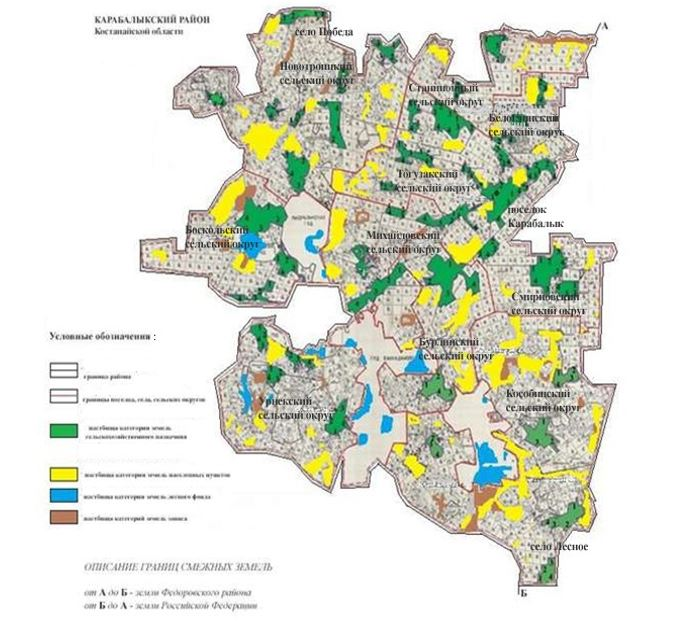 КАРАБАЛЫКСКИЙ РАЙОН
Костанайской области
А
село Победа
Новотроицкий
сельский округ
Станционный
сельский округ
Белоглинский
сельский округ
Тогузакский
сельский округ
поселок
Карабалык
Боскольский
сельский округ
Михайловский
сельский округ
Смирновский
сельский округ
Бурлинский
сельский округ
Урнекский
сельский округ
Кособинский
сельский округ
село Лесное
Б
Условные обозначения :
граница района
границы поселка, села, сельских округов
пастбища категории земель
сельскохозяйственного назначения
пастбища категории земель населенных пунктов
пастбища категории земель лесного фонда
пастбища категорий земель запаса
ОПИСАНИЕ ГРАНИЦ СМЕЖНЫХ ЗЕМЕЛЬ
от А до Б - земли Федоровского района
от Б до А - земли Российской Федерации